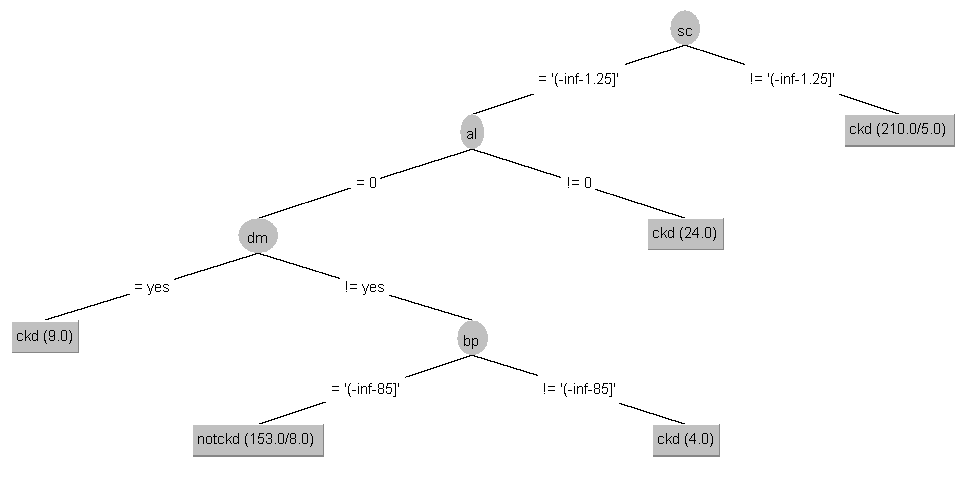 sc
= '(-inf-1.25]'
!= '(-inf-1.25]'
al
ckd (210.0/5.0)
= 0
!= 0
dm
ckd (24.0)
= yes
!= yes
ckd (9.0)
bp
= '(-inf-85]'
!= '(-inf-85]'
notckd (153.0/8.0)
ckd (4.0)